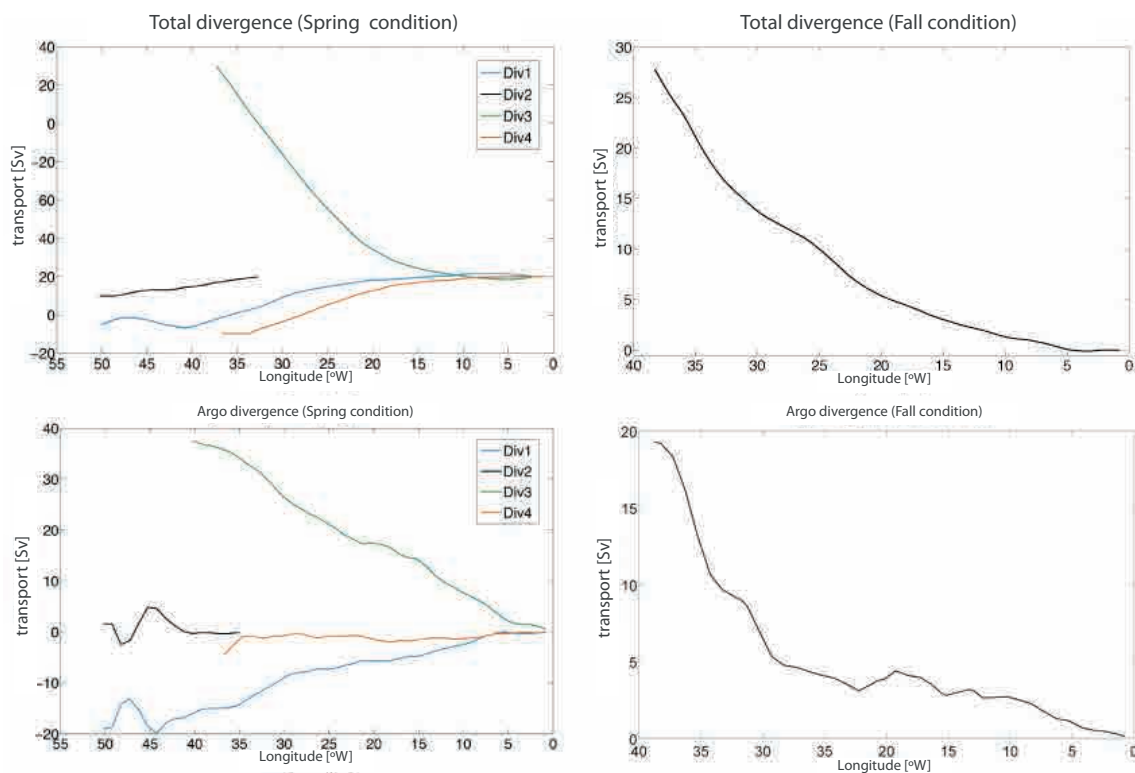 Total divergence (Spring condition)
40
20
0
−20
60
40
20
0
−20
transport [Sv]
55 50 45 40 35 30 25 20 15 10 5 0
Longitude [ºW]
Div1
Div2
Div3
Div4
Total divergence (Fall condition)
30
25
20
15
10
5
0
transport [Sv]
40 35 30 25 20 15 10 5 0
Longitude [ºW]
Argo divergence (Spring condition)
40
30
20
10
0
−10
−20
transport [Sv]
55 50 45 40 35 30 25 20 15 10 5 0
Longitude [ºW]
Div1
Div2
Div3
Div4
Argo divergence (Fall condition)
20
15
10
5
0
transport [Sv]
40 35 30 25 20 15 10 5 0
Longitude [ºW]